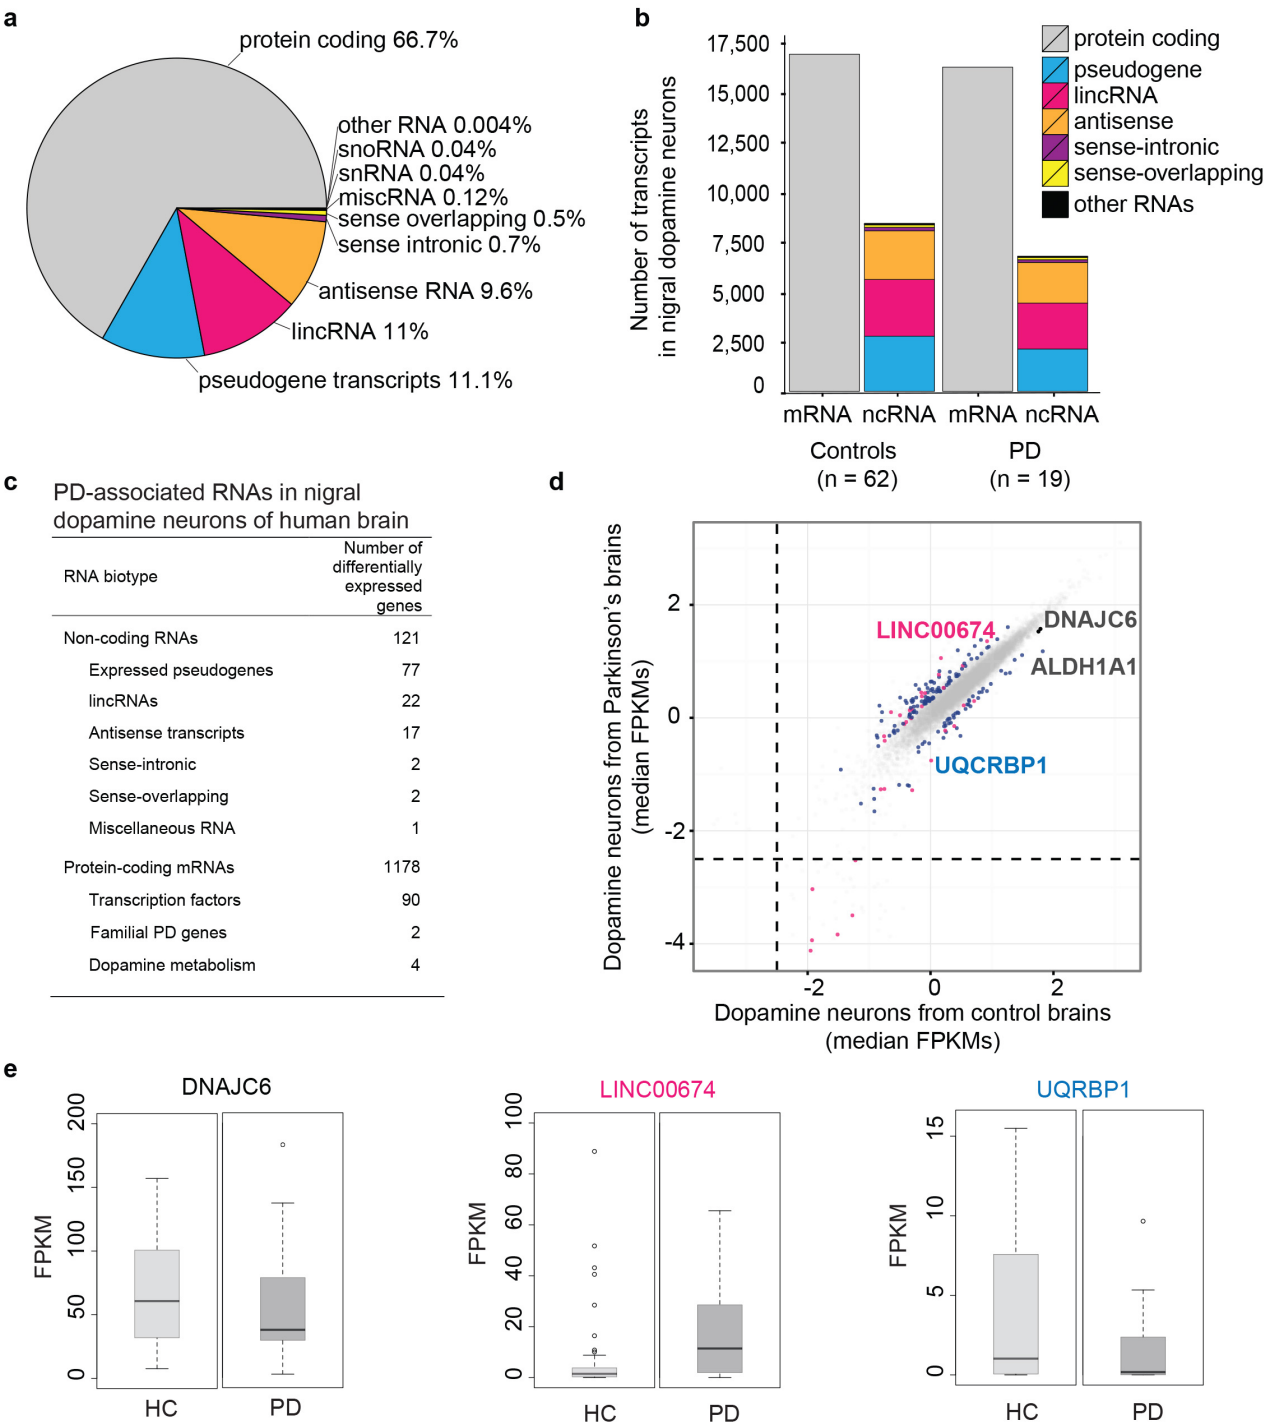 a
protein coding 66.7%
other RNA 0.004%
snoRNA 0.04%
snRNA 0.04%
miscRNA 0.12%
sense overlapping 0.5%
sense intronic 0.7%
antisense RNA 9.6%
lincRNA 11%
pseudogene transcripts 11.1%
b
Number of transcripts
in nigral dopamine neurons
17,500
15,000
12,500
10,000
7,500
5,000
2,500
0
mRNA ncRNA mRNA ncRNA
Controls PD
(n = 62) (n = 19)
protein coding
pseudogene
lincRNA
antisense
sense-intronic
sense-overlapping
other RNAs
c
PD-associated RNAs in nigral
dopamine neurons of human brain
RNA biotype
Number of
differentially
expressed
genes
Non-coding RNAs 121
Expressed pseudogenes 77
lincRNAs 22
Antisense transcripts 17
Sense-intronic 2
Sense-overlapping 2
Miscellaneous RNA 1
Protein-coding mRNAs 1178
Transcription factors 90
Familial PD genes 2
Dopamine metabolism 4
d
Dopamine neurons from Parkinson's brains
(median FPKMs)
2
0
-2
-4
LINC00674
DNAJC6
ALDH1A1
UQCRBP1
-2 0 2
Dopamine neurons from control brains
(median FPKMs)
e
DNAJC6
FPKM
200
150
100
50
0
HC PD
LINC00674
FPKM
100
80
60
40
20
0
HC PD
UQRBP1
FPKM
15
10
5
0
HC PD